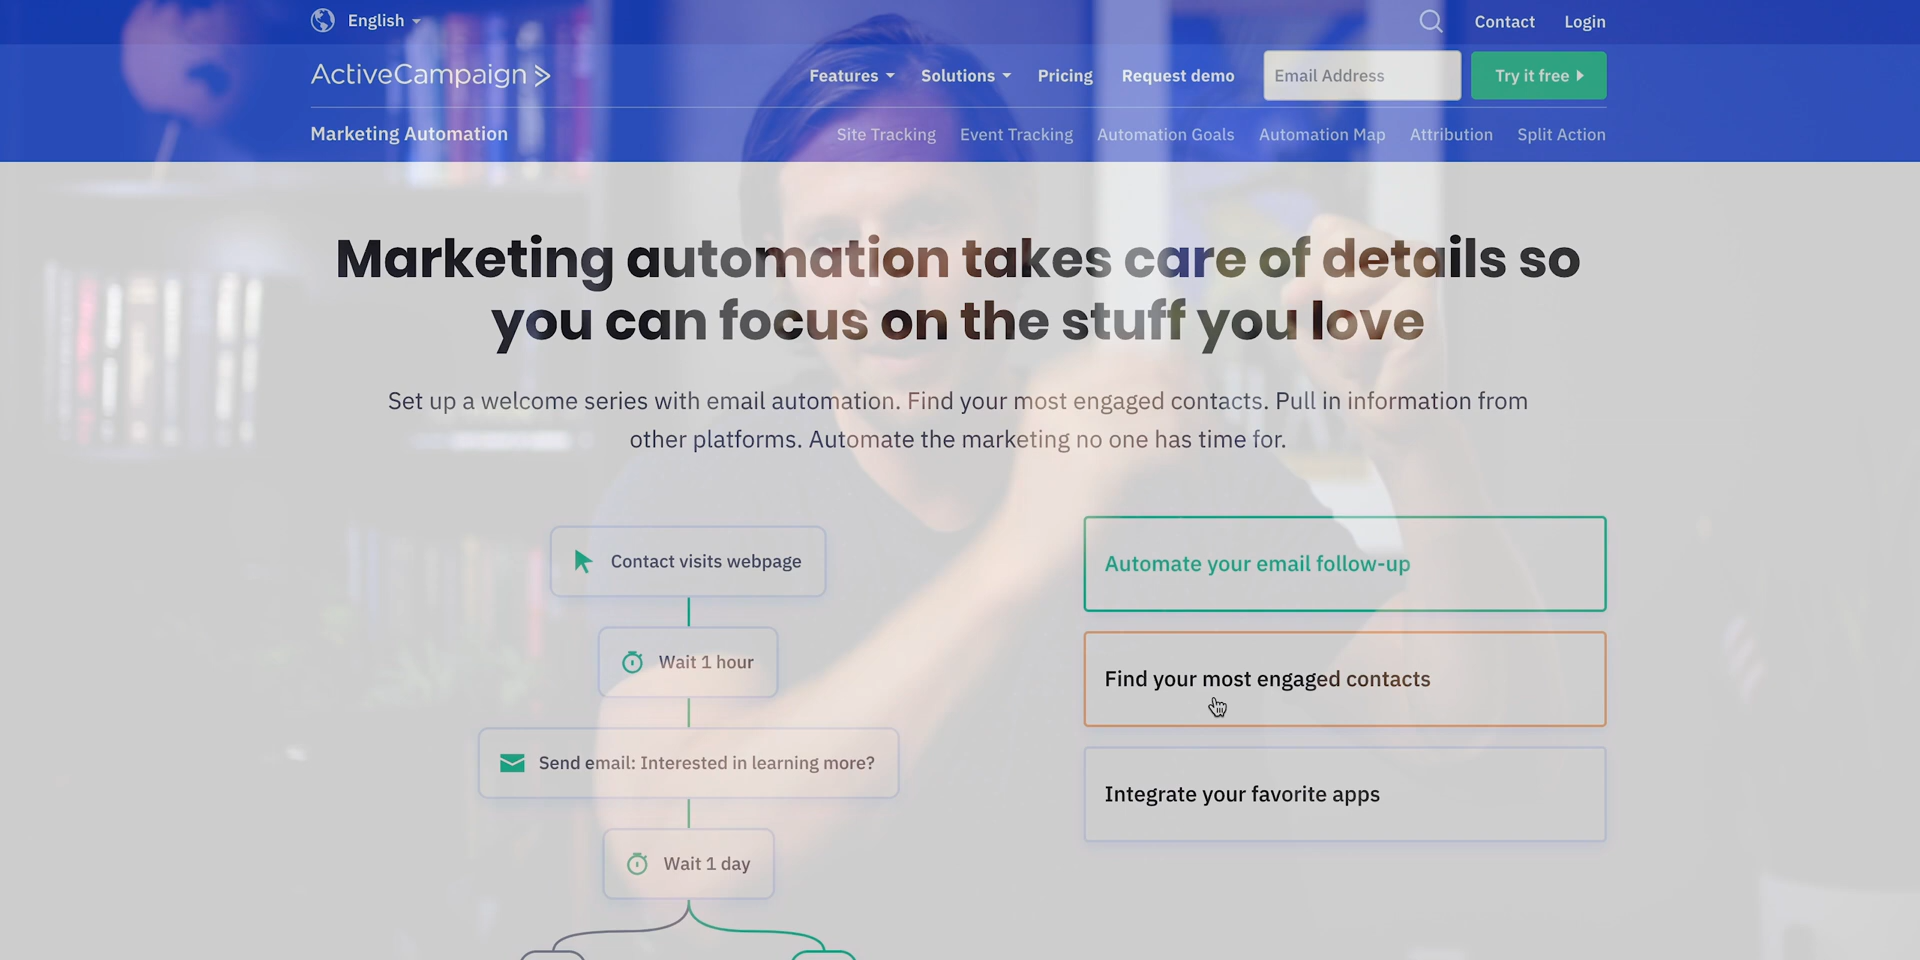 English
Contact
Login
ActiveCampaign
Features
Solutions
Pricing
Request demo
Email Address
Try it free
Marketing Automation
Site Tracking
Event Tracking
Automation Goals
Automation Map
Attribution
Split Action
Marketing automation takes care of details so
you can focus on the stuff you love
Set up a welcome series with email automation. Find your most engaged contacts. Pull in information from
other platforms. Automate the marketing no one has time for.
Contact visits webpage
Wait 1 hour
Send email: Interested in learning more?
Wait 1 day
Automate your email follow-up
Find your most engaged contacts
Integrate your favorite apps